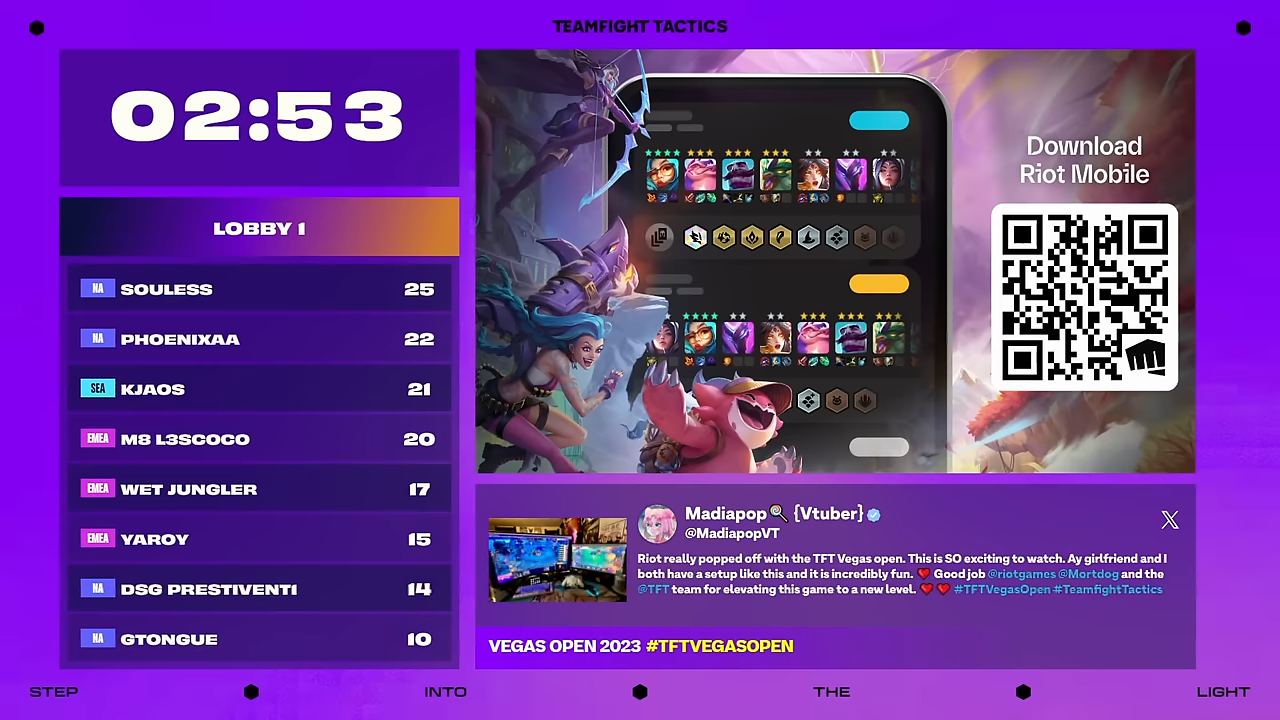 TEAMFIGHT TACTICS
02:53
LOBBY 1
NA SOULESS 25
NA PHOENIXAA 22
SEA KJAOS 21
EMEA M8 L3SCOCO 20
EMEA WET JUNGLER 17
EMEA YAROY 15
NA DSG PRESTIVENTI 14
NA GTONGUE 10
Download
Riot Mobile
Madiapop🍭 {Vtuber}
@MadiapopVT
Riot really popped off with the TFT Vegas open. This is SO exciting to watch. Ay girlfriend and I
both have a setup like this and it is incredibly fun. ❤️ Good job @riotgames @Mortdog and the
@TFT team for elevating this game to a new level. ❤️ ❤️ #TFTVegasOpen #TeamfightTactics
VEGAS OPEN 2023 #TFTVEGASOPEN
STEP INTO THE LIGHT